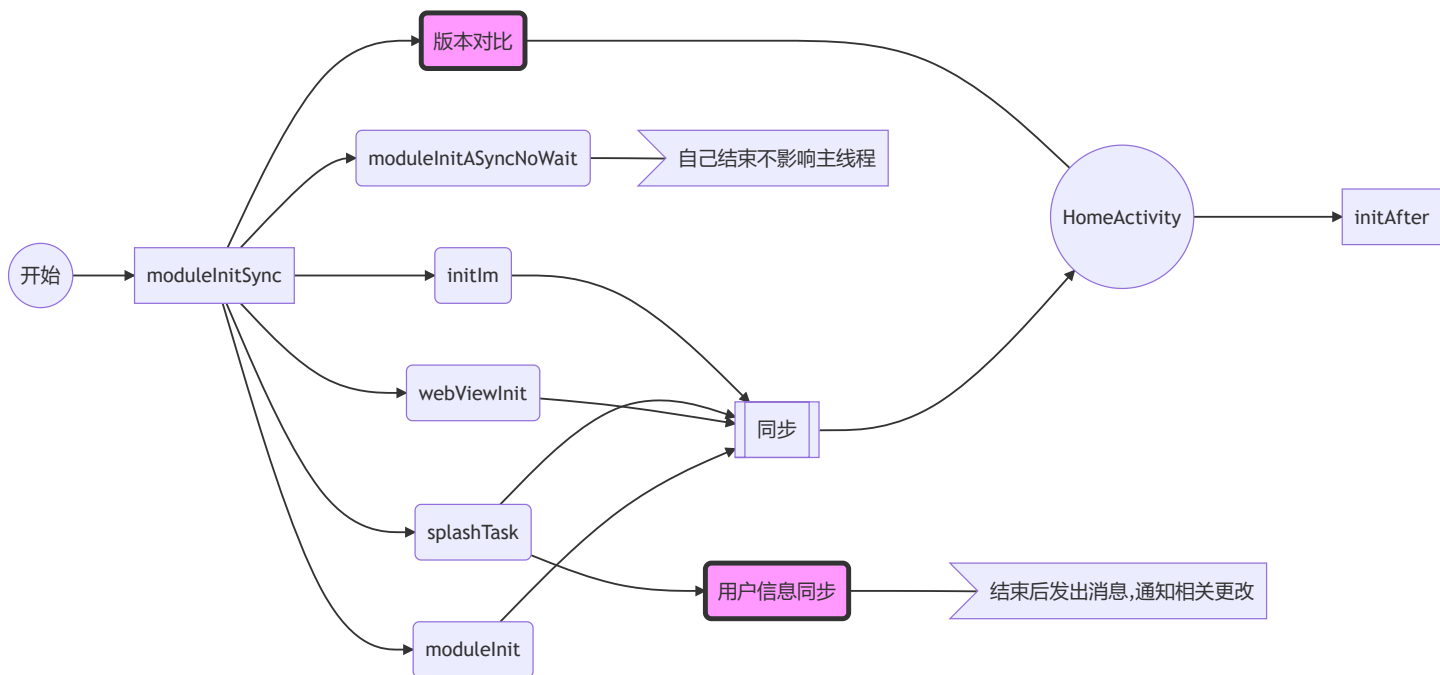 版本对比
moduleInitASyncNoWait
自己结束不影响主线程
HomeActivity
initAfter
开始
moduleInitSync
initIm
webViewInit
同步
splashTask
用户信息同步
结束后发出消息,通知相关更改
moduleInit